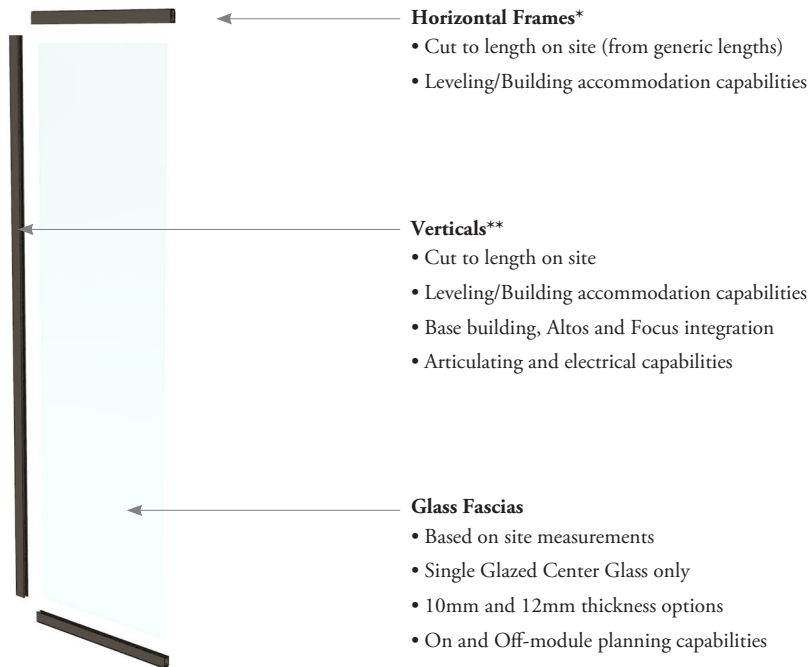 Horizontal Frames*
• Cut to length on site (from generic lengths)
• Leveling/Building accommodation capabilities
Verticals**
• Cut to length on site
• Leveling/Building accommodation capabilities
• Base building, Altos and Focus integration
• Articulating and electrical capabilities
Glass Fascias
• Based on site measurements
• Single Glazed Center Glass only
• 10mm and 12mm thickness options
• On and Off-module planning capabilities